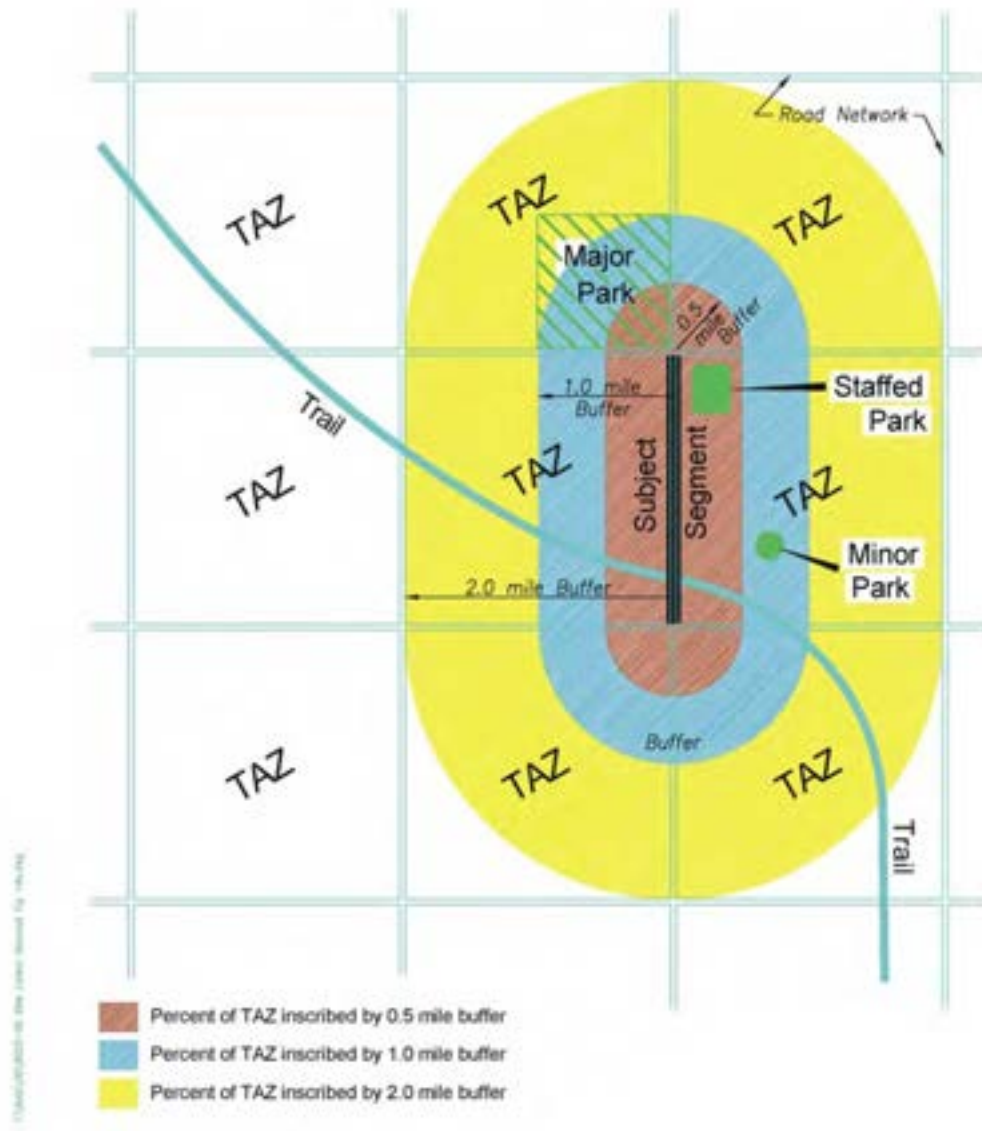 Road Network
TAZ
TAZ
TAZ
Major
Park
0.5
mile
Buffer
1.0 mile
Buffer
Staffed
Park
Trail
TAZ
TAZ
Subject
Segment
TAZ
Minor
Park
2.0 mile Buffer
Buffer
TAZ
TAZ
TAZ
Trail
Percent of TAZ inscribed by 0.5 mile buffer
Percent of TAZ inscribed by 1.0 mile buffer
Percent of TAZ inscribed by 2.0 mile buffer